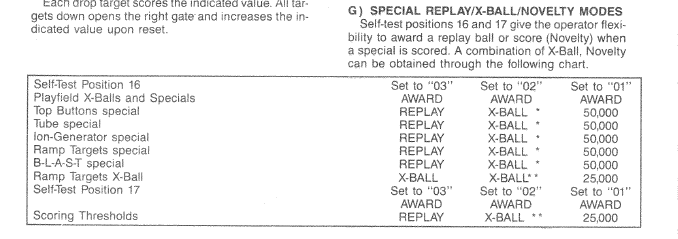 Each drop target scores the indicated value. All tar-
gets down opens the right gate and increases the in-
dicated value upon reset.
G) SPECIAL REPLAY/X-BALL/NOVELTY MODES
Self-test positions 16 and 17 give the operator flexi-
bility to award a replay ball or score (Novelty) when
a special is scored. A combination of X-Ball, Novelty
can be obtained through the following chart.
Self-Test Position 16 Set to "03" Set to "02" Set to "01"
Playfield X-Balls and Specials AWARD AWARD AWARD
Top Buttons special REPLAY X-BALL * 50,000
Tube special REPLAY X-BALL * 50,000
Ion-Generator special REPLAY X-BALL * 50,000
Ramp Targets special REPLAY X-BALL * 50,000
B-L-A-S-T special REPLAY X-BALL * 50,000
Ramp Targets X-Ball X-BALL X-BALL** 25,000
Self-Test Position 17 Set to "03" Set to "02" Set to "01"
AWARD AWARD AWARD
Scoring Thresholds REPLAY X-BALL ** 25,000